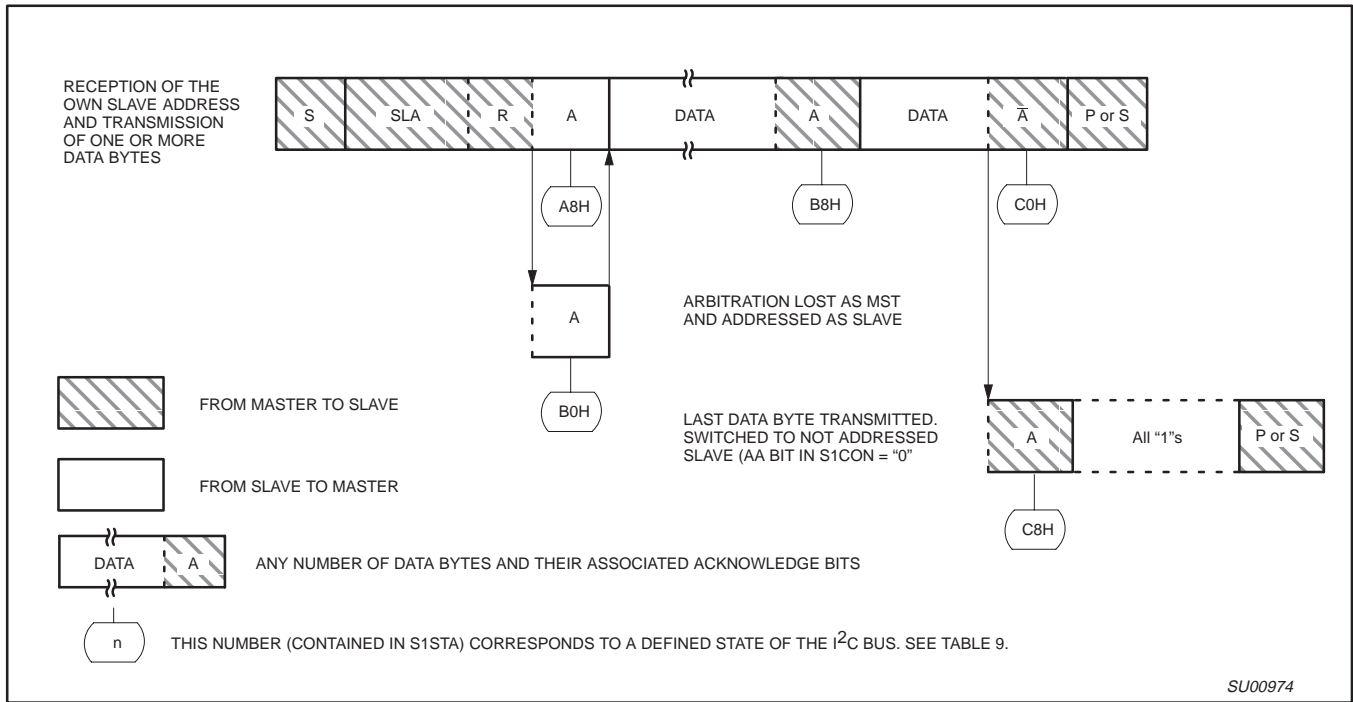 RECEPTION OF THE
OWN SLAVE ADDRESS
AND TRANSMISSION
OF ONE OR MORE
DATA BYTES
S SLA R A DATA A DATA A̅ P or S
A8H B8H C0H
A
B0H
ARBITRATION LOST AS MST
AND ADDRESSED AS SLAVE
LAST DATA BYTE TRANSMITTED.
SWITCHED TO NOT ADDRESSED
SLAVE (AA BIT IN S1CON = “0”
A All “1”s P or S
C8H
FROM MASTER TO SLAVE
FROM SLAVE TO MASTER
DATA A ANY NUMBER OF DATA BYTES AND THEIR ASSOCIATED ACKNOWLEDGE BITS
n THIS NUMBER (CONTAINED IN S1STA) CORRESPONDS TO A DEFINED STATE OF THE I²C BUS. SEE TABLE 9.
SU00974